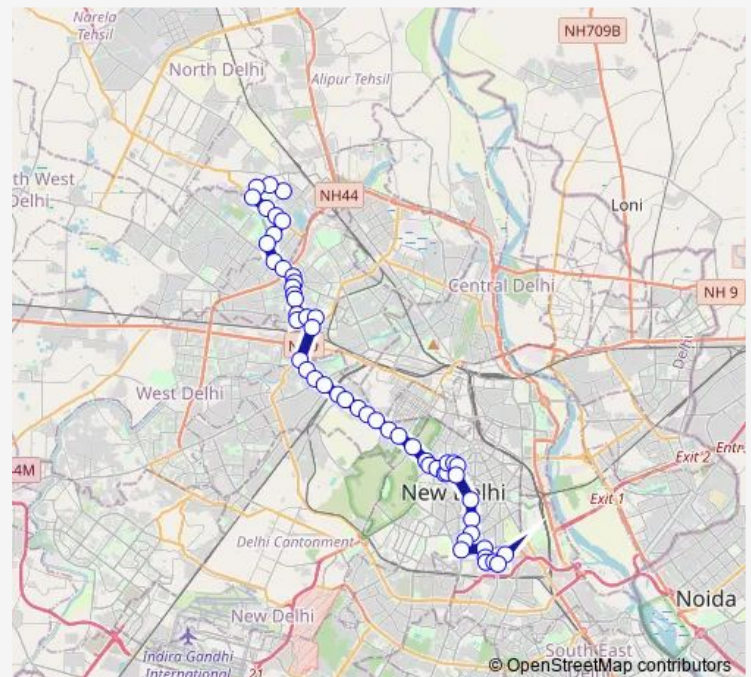 Narela
Tehsil
NH709B
North Delhi
Alipur Tehsil
th West
Delhi
NH44
Loni
Central Delhi
NH 9
Delhi
West Delhi
4M
Entr
Exit 2
New Delhi
Exit 1
Delhi Cantonment
Noida
New Delhi
Indira Gandhi
International
21
South East
© OpenStreetMap contributors